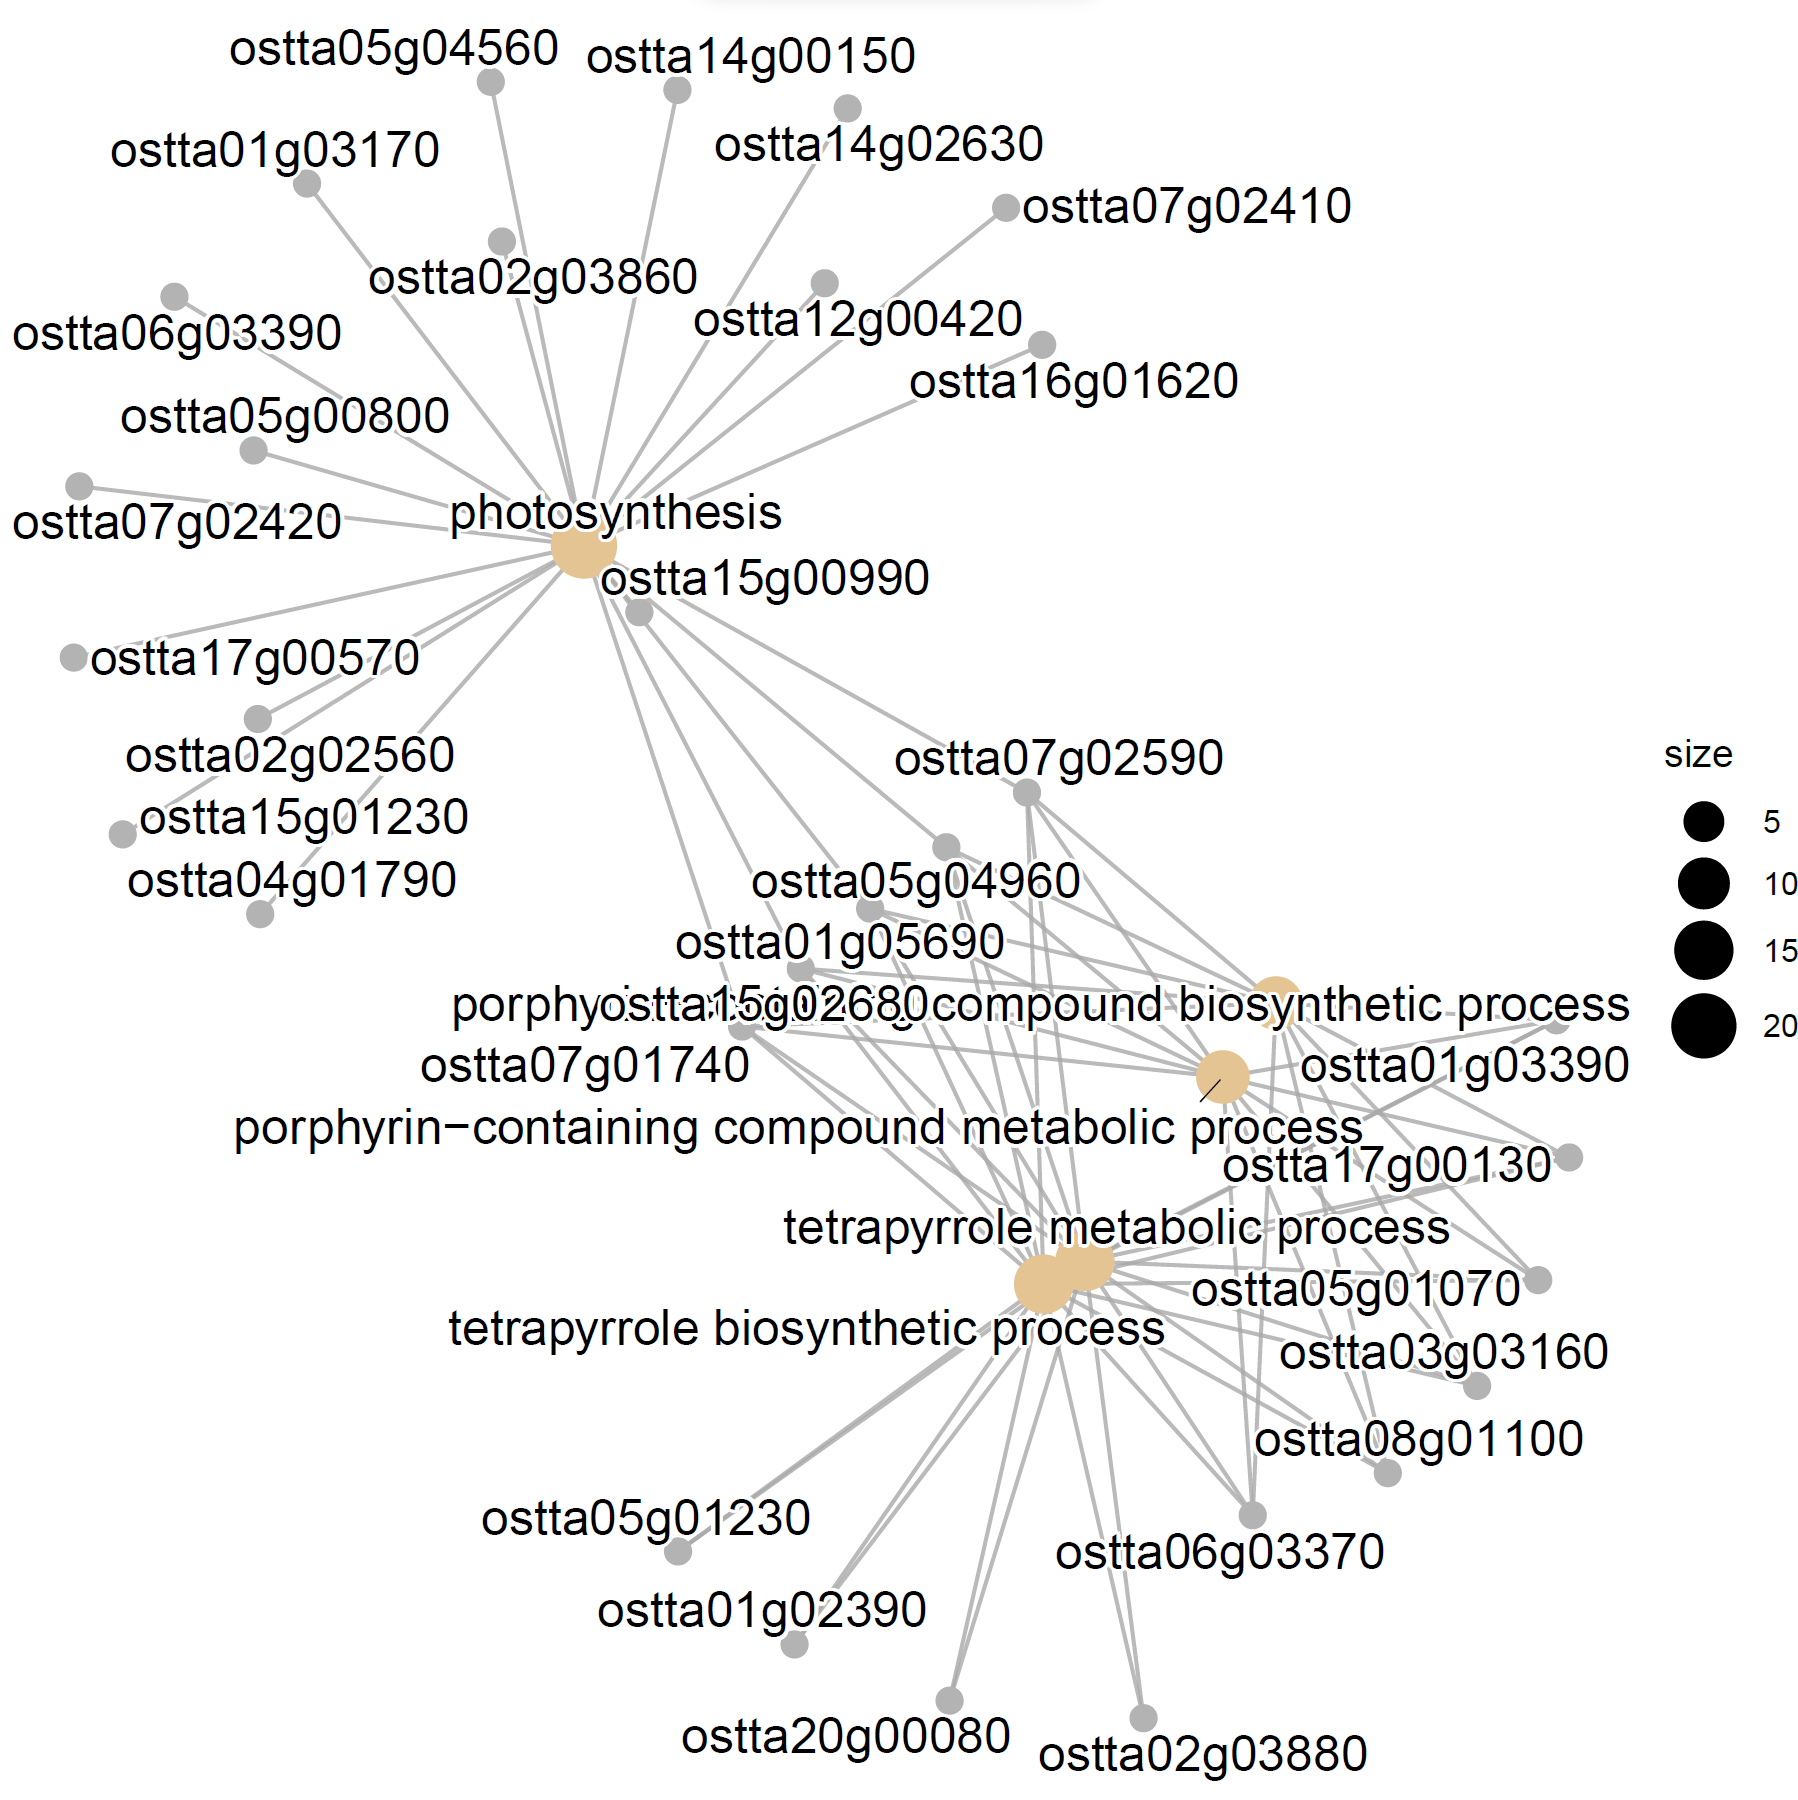 ostta05g04560
ostta14g00150
ostta01g03170
ostta14g02630
ostta07g02410
ostta02g03860
ostta12g00420
ostta06g03390
ostta16g01620
ostta05g00800
photosynthesis
ostta07g02420
ostta15g00990
ostta17g00570
ostta02g02560
ostta07g02590
size
5
ostta15g01230
ostta04g01790
ostta05g04960
10
ostta01g05690
15
compound biosynthetic process
ostta15g02680
20
ostta07g01740
ostta01g03390
porphyrin−containing compound metabolic process
ostta17g00130
tetrapyrrole metabolic process
ostta05g01070
tetrapyrrole biosynthetic process
ostta03g03160
ostta08g01100
ostta05g01230
ostta06g03370
ostta01g02390
ostta20g00080
ostta02g03880